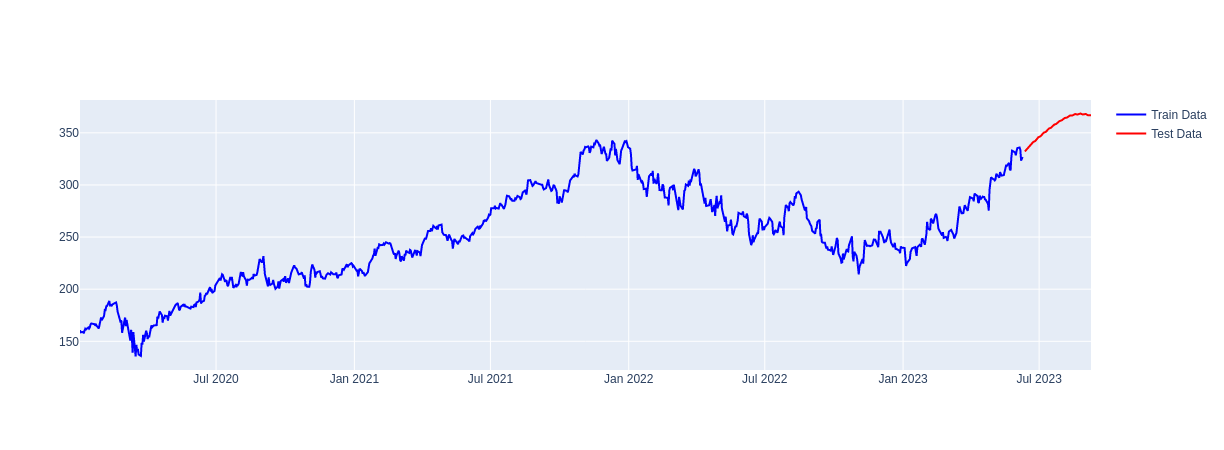 350
300
250
200
150
Jul 2020
Jan 2021
Jul 2021
Jan 2022
Jul 2022
Jan 2023
Jul 2023
Train Data
Test Data